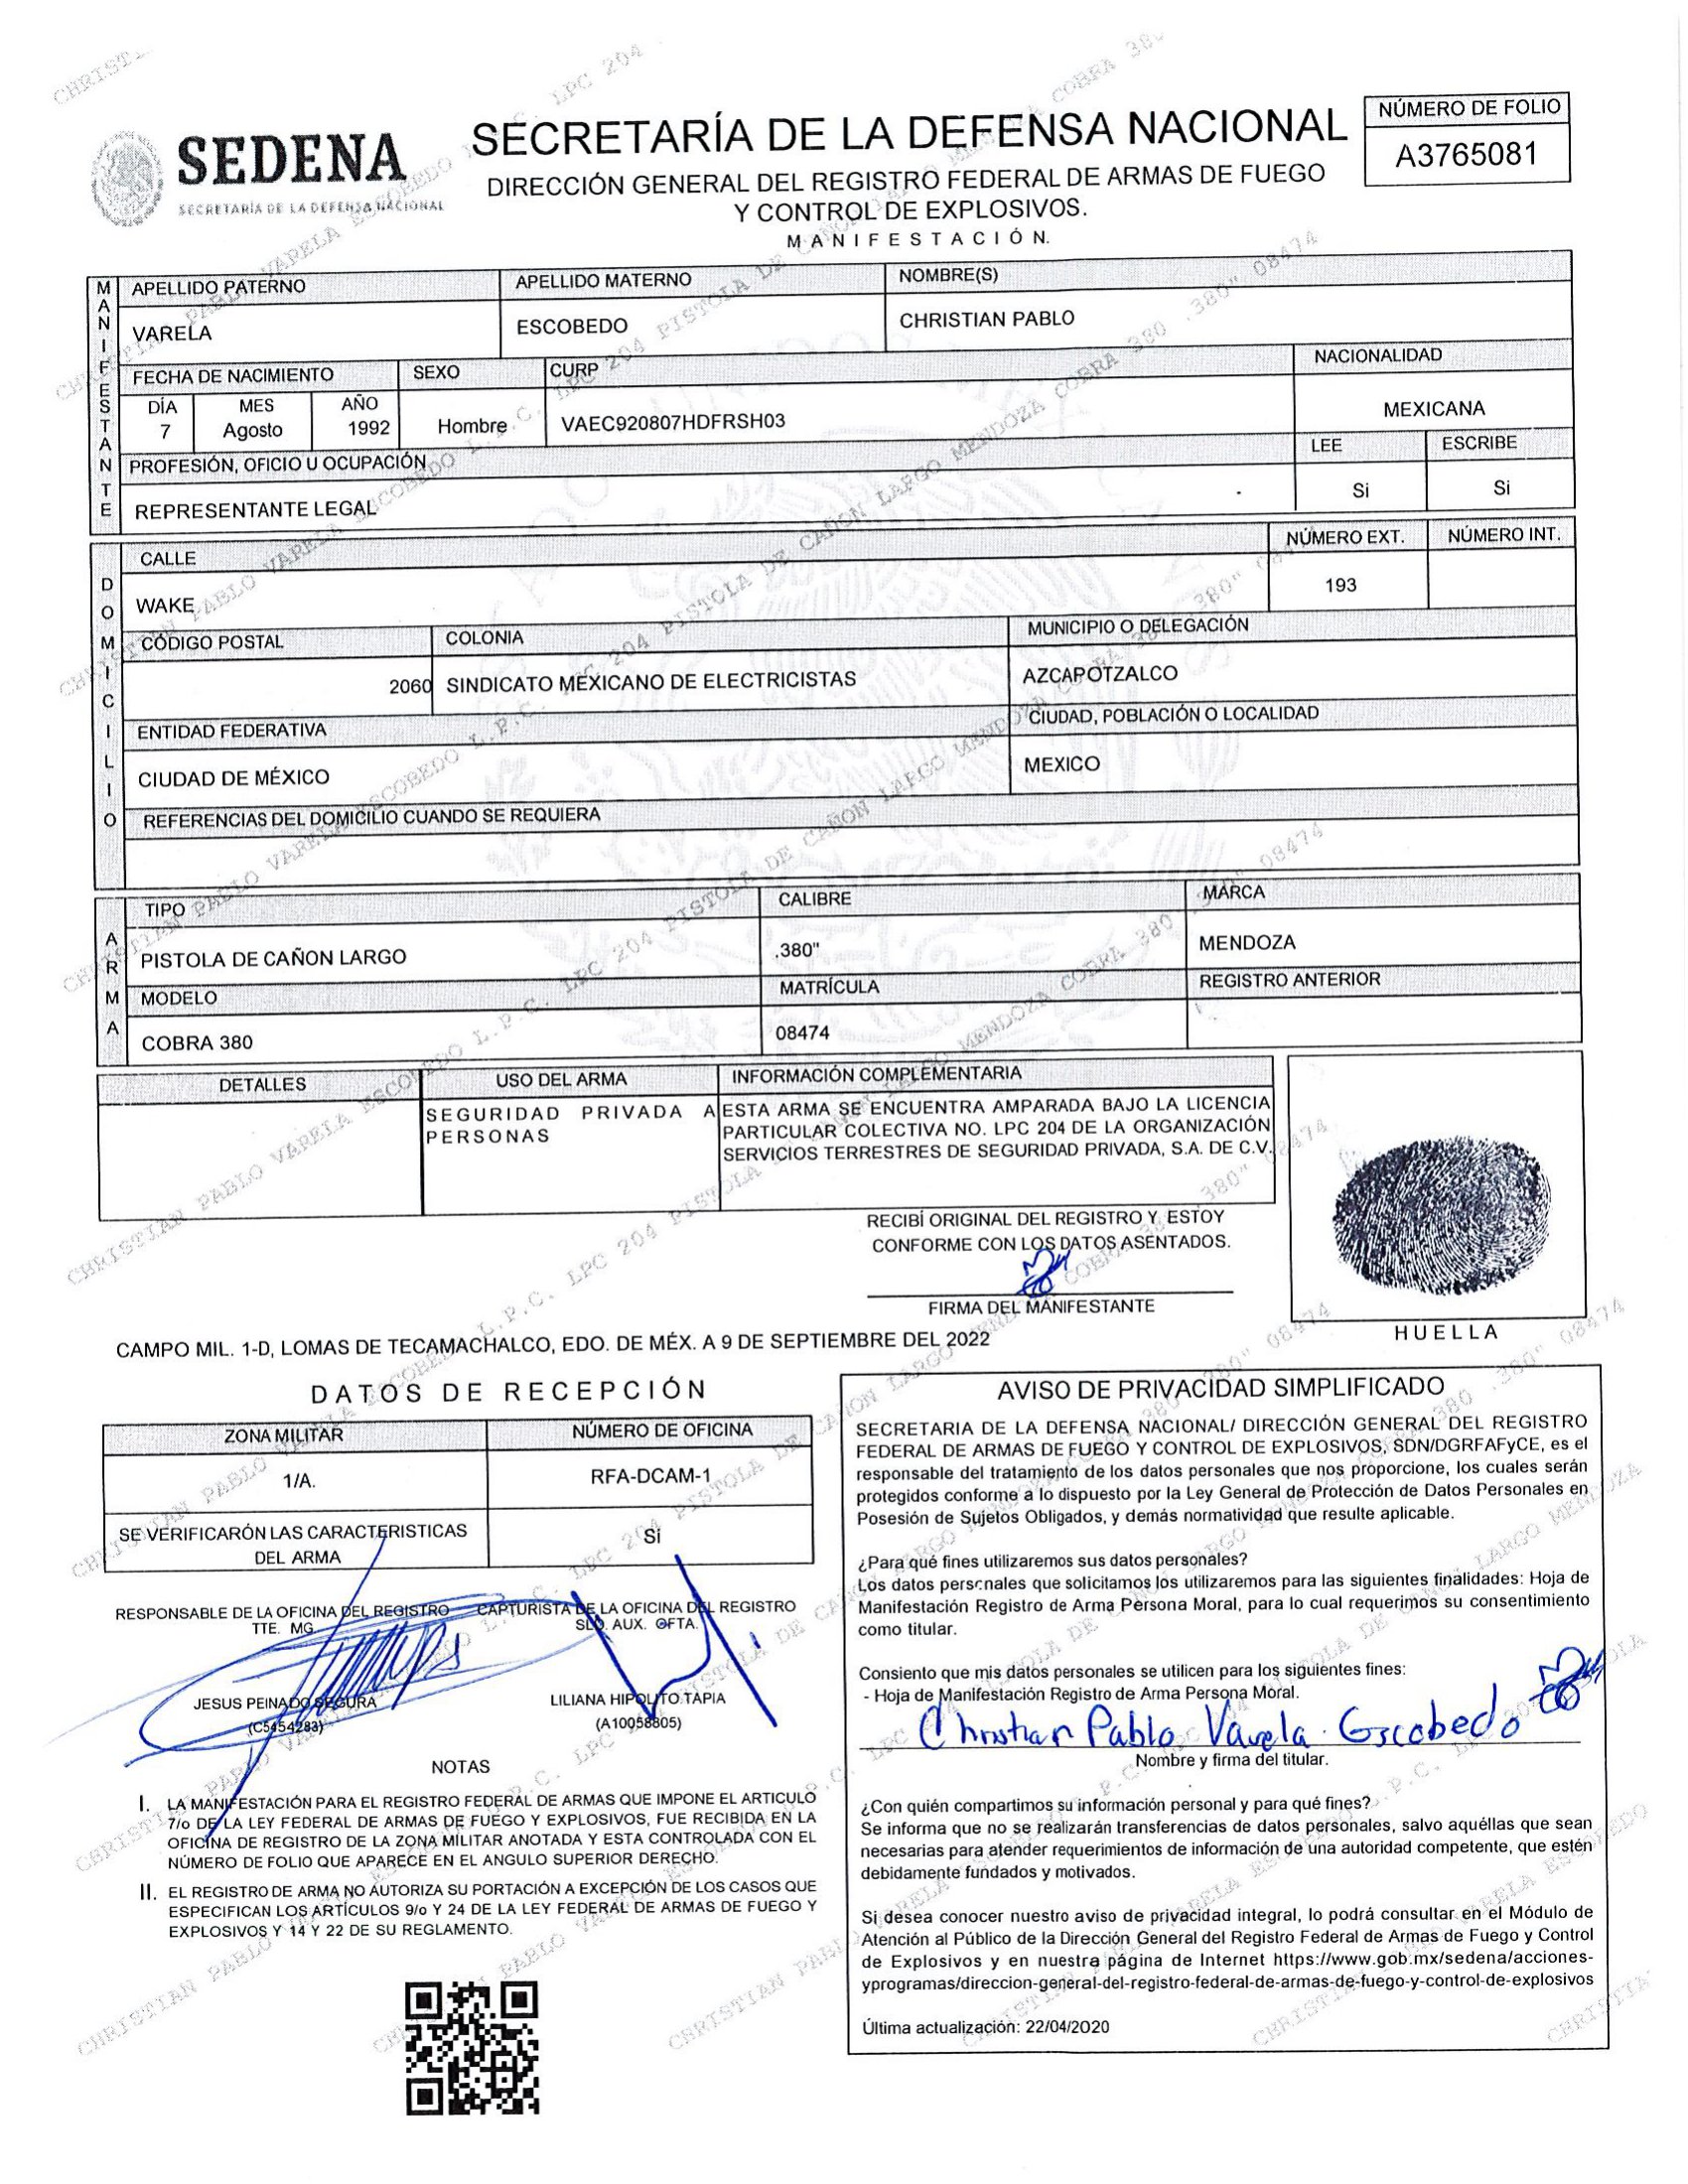 SEDENA
SECRETARÍA DE LA DEFENSA NACIONAL
SECRETARÍA DE LA DEFENSA NACIONAL
DIRECCIÓN GENERAL DEL REGISTRO FEDERAL DE ARMAS DE FUEGO
Y CONTROL DE EXPLOSIVOS.
MANIFESTACIÓN.
NÚMERO DE FOLIO
A3765081
MANIFESTANTE
APELLIDO PATERNO APELLIDO MATERNO NOMBRE(S)
VARELA ESCOBEDO CHRISTIAN PABLO
FECHA DE NACIMIENTO SEXO CURP NACIONALIDAD
DÍA MES AÑO
7 Agosto 1992 Hombre VAEC920807HDFRSH03 MEXICANA
PROFESIÓN, OFICIO U OCUPACIÓN LEE ESCRIBE
REPRESENTANTE LEGAL Si Si
DOMICILIO
CALLE NÚMERO EXT. NÚMERO INT.
WAKE 193
CÓDIGO POSTAL COLONIA MUNICIPIO O DELEGACIÓN
2060 SINDICATO MEXICANO DE ELECTRICISTAS AZCAPOTZALCO
ENTIDAD FEDERATIVA CIUDAD, POBLACIÓN O LOCALIDAD
CIUDAD DE MÉXICO MEXICO
REFERENCIAS DEL DOMICILIO CUANDO SE REQUIERA
ARMA
TIPO CALIBRE MARCA
PISTOLA DE CAÑON LARGO .380" MENDOZA
MODELO MATRÍCULA REGISTRO ANTERIOR
COBRA 380 08474
DETALLES USO DEL ARMA INFORMACIÓN COMPLEMENTARIA
SEGURIDAD PRIVADA A
PERSONAS
ESTA ARMA SE ENCUENTRA AMPARADA BAJO LA LICENCIA
PARTICULAR COLECTIVA NO. LPC 204 DE LA ORGANIZACIÓN
SERVICIOS TERRESTRES DE SEGURIDAD PRIVADA, S.A. DE C.V.
RECIBÍ ORIGINAL DEL REGISTRO Y ESTOY
CONFORME CON LOS DATOS ASENTADOS.
FIRMA DEL MANIFESTANTE
HUELLA
CAMPO MIL. 1-D, LOMAS DE TECAMACHALCO, EDO. DE MÉX. A 9 DE SEPTIEMBRE DEL 2022
DATOS DE RECEPCIÓN
ZONA MILITAR NÚMERO DE OFICINA
1/A. RFA-DCAM-1
SE VERIFICARÓN LAS CARACTERISTICAS
DEL ARMA
Sí
RESPONSABLE DE LA OFICINA DEL REGISTRO
TTE. MG.
JESUS PEINADO SEGURA
(C5454283)
CAPTURISTA DE LA OFICINA DEL REGISTRO
SLD. AUX. OFTA.
LILIANA HIPOLITO TAPIA
(A10058805)
NOTAS
I. LA MANIFESTACIÓN PARA EL REGISTRO FEDERAL DE ARMAS QUE IMPONE EL ARTICULO
7/o DE LA LEY FEDERAL DE ARMAS DE FUEGO Y EXPLOSIVOS, FUE RECIBIDA EN LA
OFICINA DE REGISTRO DE LA ZONA MILITAR ANOTADA Y ESTA CONTROLADA CON EL
NÚMERO DE FOLIO QUE APARECE EN EL ANGULO SUPERIOR DERECHO.
II. EL REGISTRO DE ARMA NO AUTORIZA SU PORTACIÓN A EXCEPCIÓN DE LOS CASOS QUE
ESPECIFICAN LOS ARTÍCULOS 9/o Y 24 DE LA LEY FEDERAL DE ARMAS DE FUEGO Y
EXPLOSIVOS Y 14 Y 22 DE SU REGLAMENTO.
AVISO DE PRIVACIDAD SIMPLIFICADO
SECRETARIA DE LA DEFENSA NACIONAL/ DIRECCIÓN GENERAL DEL REGISTRO
FEDERAL DE ARMAS DE FUEGO Y CONTROL DE EXPLOSIVOS, SDN/DGRFAFyCE, es el
responsable del tratamiento de los datos personales que nos proporcione, los cuales serán
protegidos conforme a lo dispuesto por la Ley General de Protección de Datos Personales en
Posesión de Sujetos Obligados, y demás normatividad que resulte aplicable.
¿Para qué fines utilizaremos sus datos personales?
Los datos personales que solicitamos los utilizaremos para las siguientes finalidades: Hoja de
Manifestación Registro de Arma Persona Moral, para lo cual requerimos su consentimiento
como titular.
Consiento que mis datos personales se utilicen para los siguientes fines:
- Hoja de Manifestación Registro de Arma Persona Moral.
Christian Pablo Varela Escobedo
Nombre y firma del titular.
¿Con quién compartimos su información personal y para qué fines?
Se informa que no se realizarán transferencias de datos personales, salvo aquéllas que sean
necesarias para atender requerimientos de información de una autoridad competente, que estén
debidamente fundados y motivados.
Si desea conocer nuestro aviso de privacidad integral, lo podrá consultar en el Módulo de
Atención al Público de la Dirección General del Registro Federal de Armas de Fuego y Control
de Explosivos y en nuestra página de Internet https://www.gob.mx/sedena/acciones-
yprogramas/direccion-general-del-registro-federal-de-armas-de-fuego-y-control-de-explosivos
Última actualización: 22/04/2020